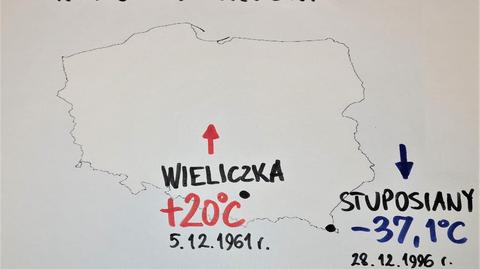 WIELICZKA
+20°C
5.12.1961 r.
STUPOSIANY
-37,1°C
28.12.1996 r.